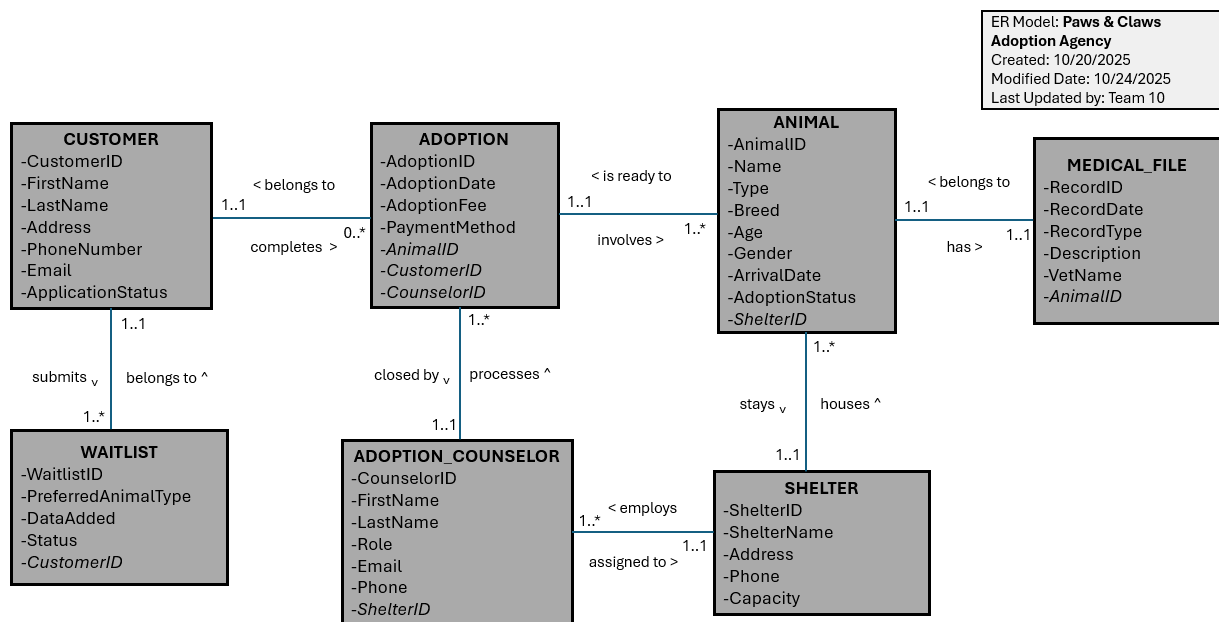 ER Model: Paws & Claws
Adoption Agency
Created: 10/20/2025
Modified Date: 10/24/2025
Last Updated by: Team 10
CUSTOMER
-CustomerID
-FirstName
-LastName
-Address
-PhoneNumber
-Email
-ApplicationStatus
< belongs to
1..1
0..*
completes >
ADOPTION
-AdoptionID
-AdoptionDate
-AdoptionFee
-PaymentMethod
-AnimalID
-CustomerID
-CounselorID
< is ready to
1..1
1..*
involves >
ANIMAL
-AnimalID
-Name
-Type
-Breed
-Age
-Gender
-ArrivalDate
-AdoptionStatus
-ShelterID
< belongs to
1..1
1..1
has >
MEDICAL_FILE
-RecordID
-RecordDate
-RecordType
-Description
-VetName
-AnimalID
1..1
submits v belongs to ^
1..*
1..*
closed by v processes ^
1..1
1..*
stays v houses ^
1..1
WAITLIST
-WaitlistID
-PreferredAnimalType
-DataAdded
-Status
-CustomerID
ADOPTION_COUNSELOR
-CounselorID
-FirstName
-LastName
-Role
-Email
-Phone
-ShelterID
< employs
1..*
1..1
assigned to >
SHELTER
-ShelterID
-ShelterName
-Address
-Phone
-Capacity